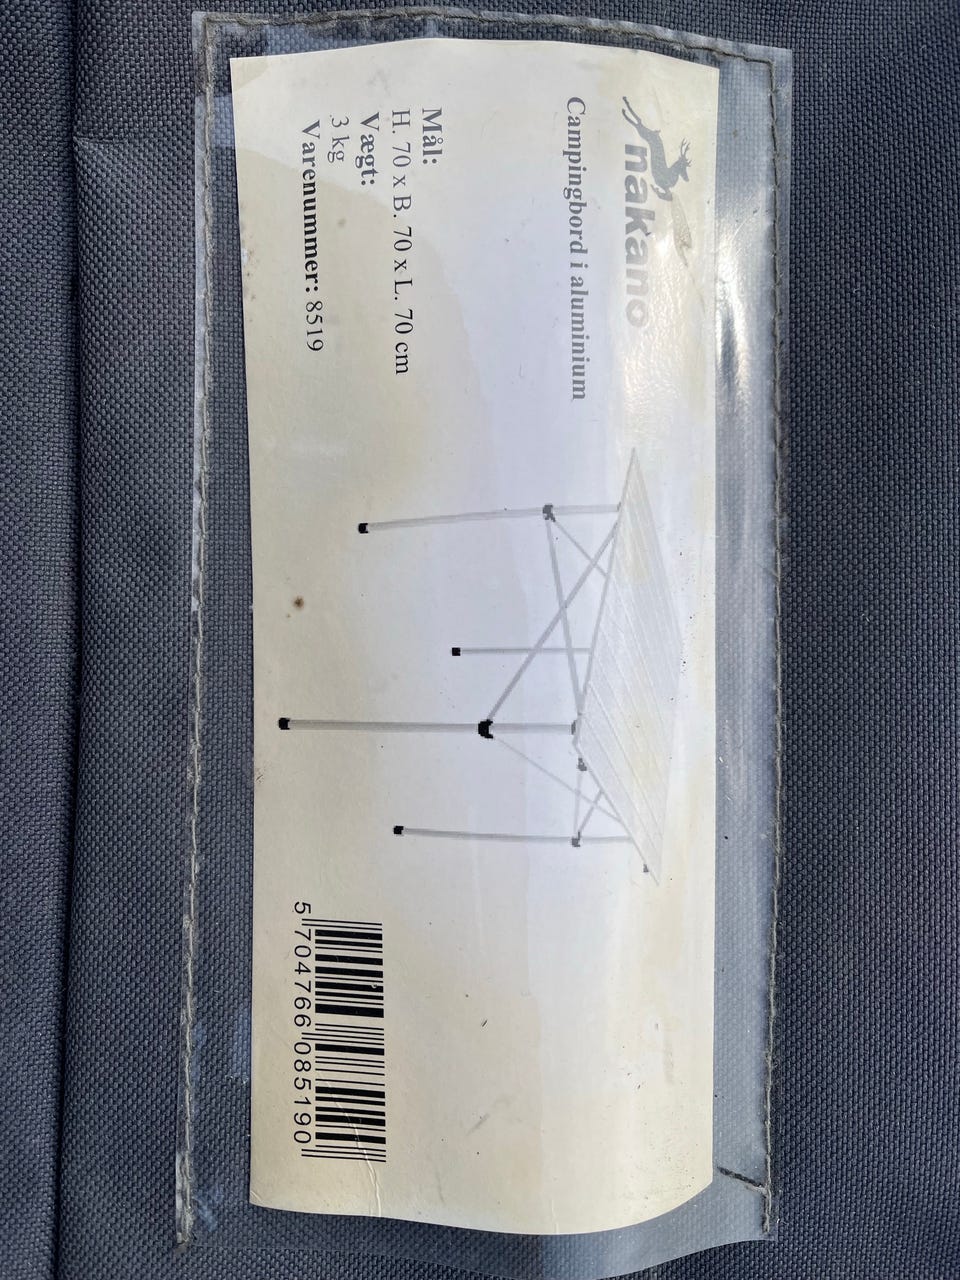 nakano
Campingbord i aluminium
Mål:
H. 70 x B. 70 x L. 70 cm
Vægt:
3 kg
Varenummer: 8519
5 704766 085190